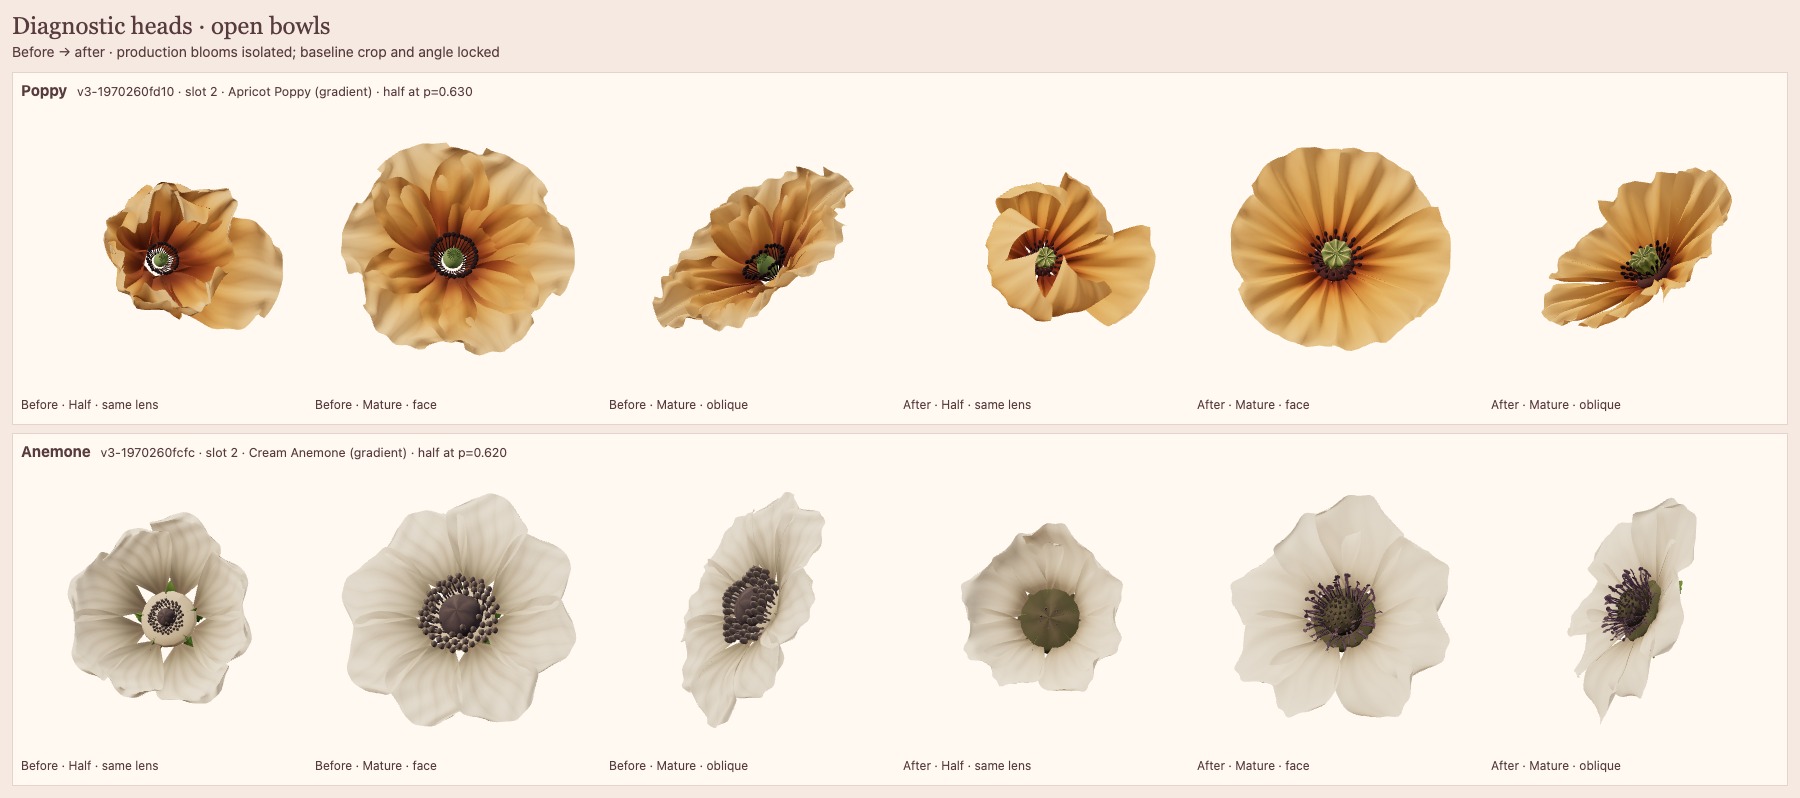 Diagnostic heads · open bowls
Before → after · production blooms isolated; baseline crop and angle locked
Poppy v3-1970260fd10 · slot 2 · Apricot Poppy (gradient) · half at p=0.630
Before · Half · same lens
Before · Mature · face
Before · Mature · oblique
After · Half · same lens
After · Mature · face
After · Mature · oblique
Anemone v3-1970260fcfc · slot 2 · Cream Anemone (gradient) · half at p=0.620
Before · Half · same lens
Before · Mature · face
Before · Mature · oblique
After · Half · same lens
After · Mature · face
After · Mature · oblique